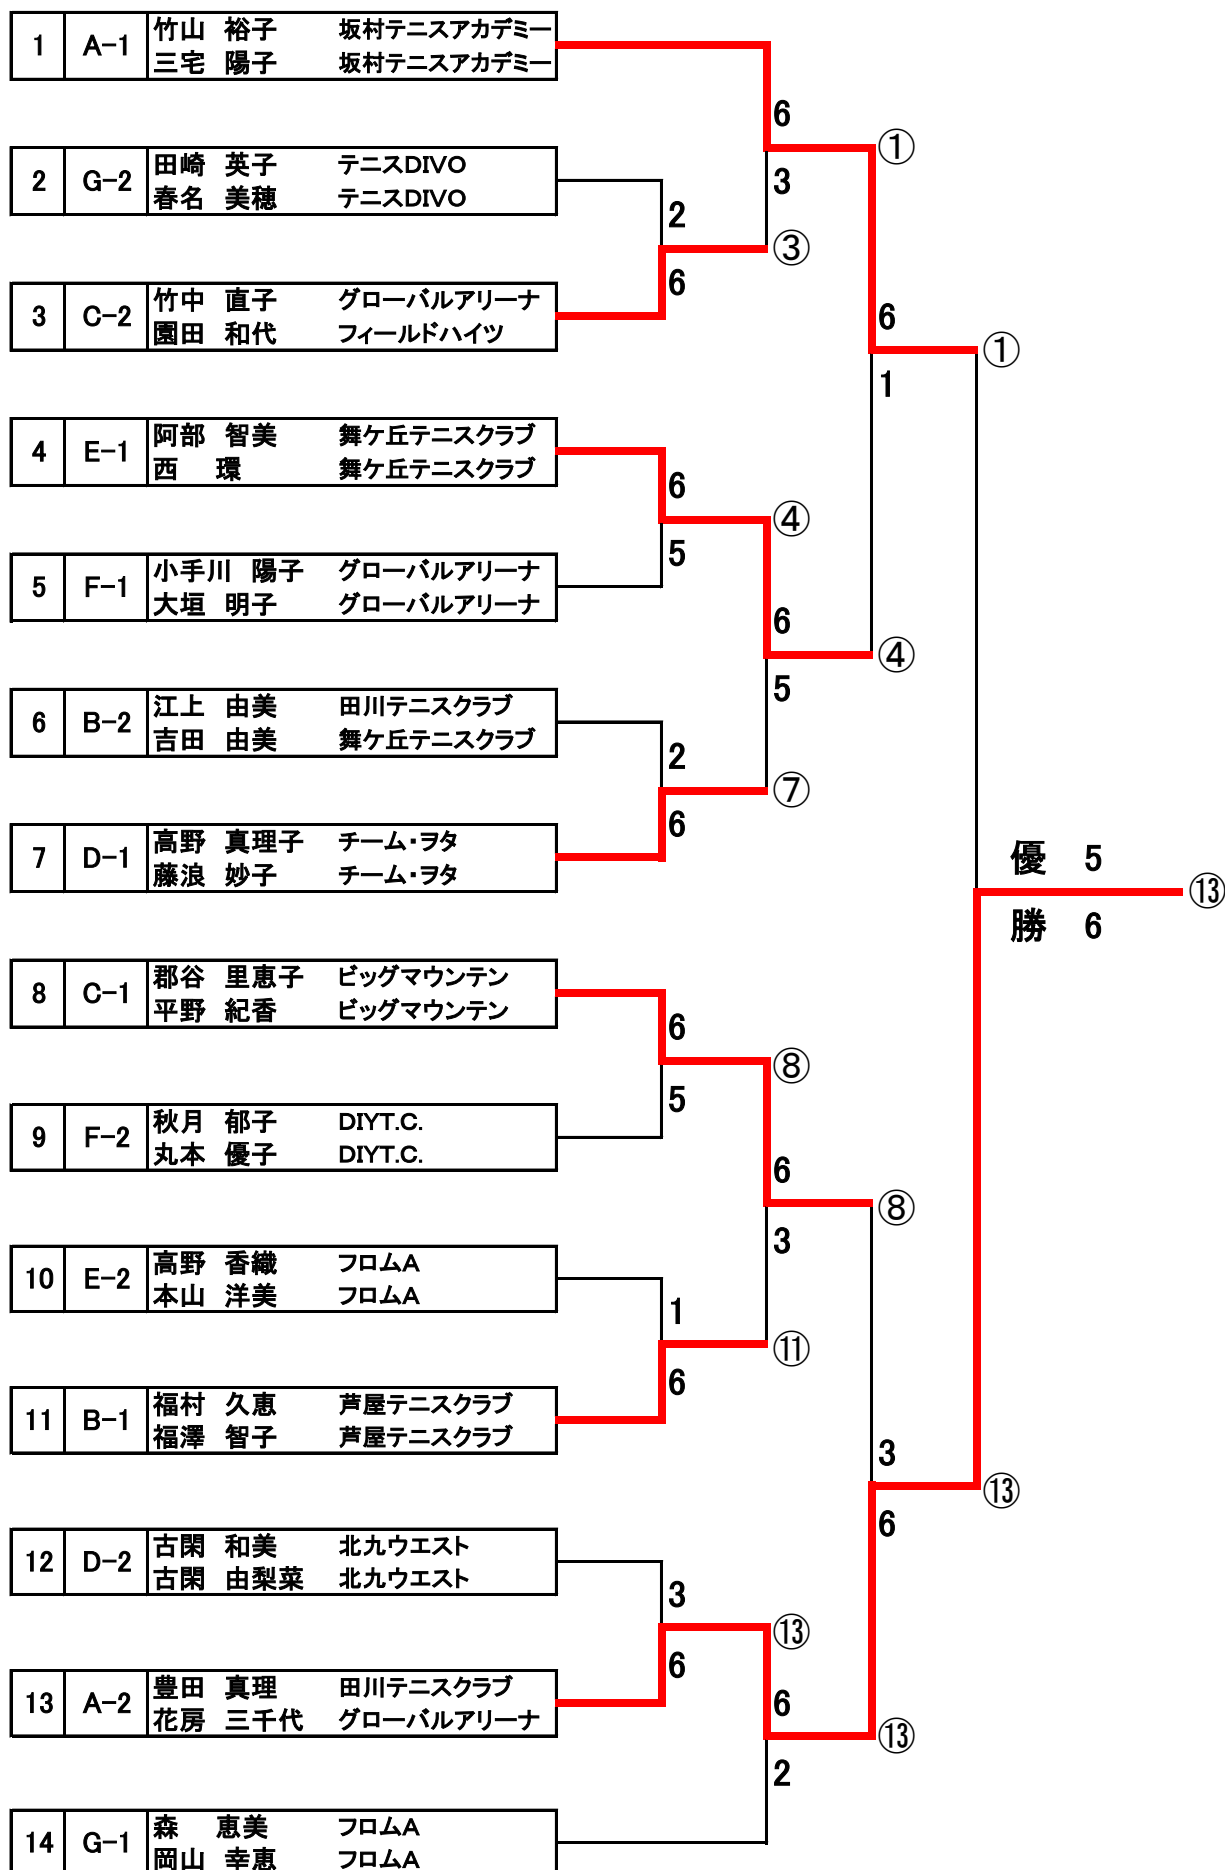 1 A-1 竹山 裕子 坂村テニスアカデミー
三宅 陽子 坂村テニスアカデミー
6
①
2 G-2 田崎 英子 テニスDIVO
春名 美穂 テニスDIVO
3
2
③
6
3 C-2 竹中 直子 グローバルアリーナ
園田 和代 フィールドハイツ
6
①
1
4 E-1 阿部 智美 舞ケ丘テニスクラブ
西 環 舞ケ丘テニスクラブ
6
④
5
5 F-1 小手川 陽子 グローバルアリーナ
大垣 明子 グローバルアリーナ
6
④
5
6 B-2 江上 由美 田川テニスクラブ
吉田 由美 舞ケ丘テニスクラブ
2
⑦
6
7 D-1 高野 真理子 チーム・ヲタ
藤浪 妙子 チーム・ヲタ
優 5
⑬
勝 6
8 C-1 郡谷 里恵子 ビッグマウンテン
平野 紀香 ビッグマウンテン
6
⑧
5
9 F-2 秋月 郁子 DIYT.C.
丸本 優子 DIYT.C.
6
⑧
3
10 E-2 高野 香織 フロムA
本山 洋美 フロムA
1
⑪
6
11 B-1 福村 久恵 芦屋テニスクラブ
福澤 智子 芦屋テニスクラブ
3
⑬
6
12 D-2 古閑 和美 北九ウエスト
古閑 由梨菜 北九ウエスト
3
⑬
6
13 A-2 豊田 真理 田川テニスクラブ
花房 三千代 グローバルアリーナ
6
⑬
2
14 G-1 森 恵美 フロムA
岡山 幸恵 フロムA